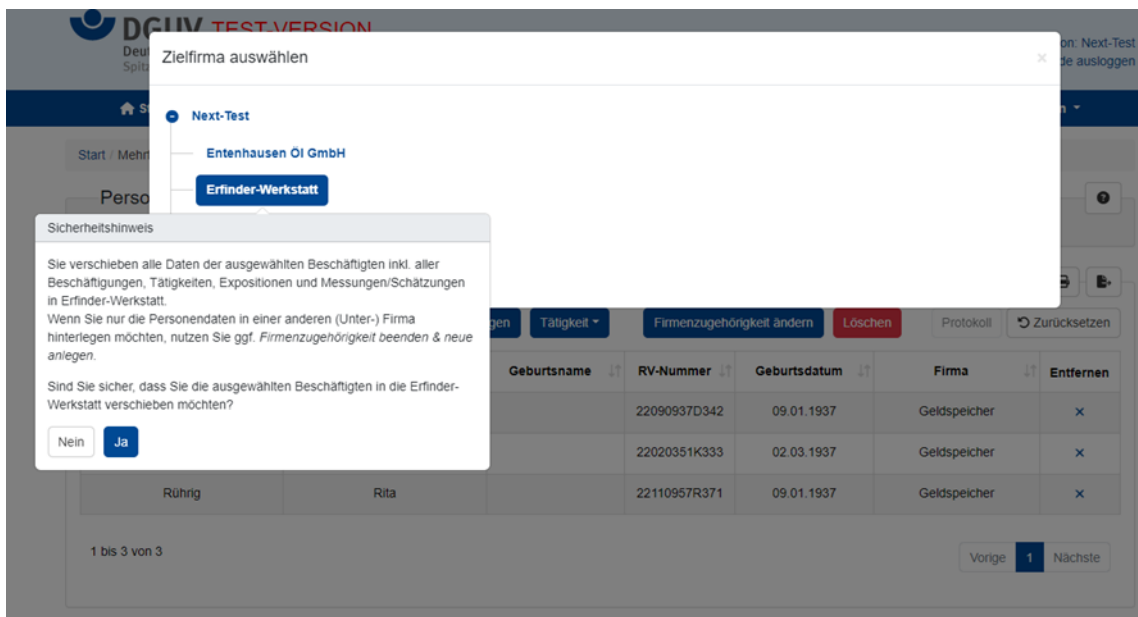 DGUV TEST-VERSION
Deu
Spitz
on: Next-Test
de ausloggen
Zielfirma auswählen
×
St
n
Next-Test
Start / Mehrf
Entenhausen Öl GmbH
Erfinder-Werkstatt
Perso
Sicherheitshinweis
Sie verschieben alle Daten der ausgewählten Beschäftigten inkl. aller
Beschäftigungen, Tätigkeiten, Expositionen und Messungen/Schätzungen
in Erfinder-Werkstatt.
Wenn Sie nur die Personendaten in einer anderen (Unter-) Firma
hinterlegen möchten, nutzen Sie ggf. Firmenzugehörigkeit beenden & neue
anlegen.
Sind Sie sicher, dass Sie die ausgewählten Beschäftigten in die Erfinder-
Werkstatt verschieben möchten?
Nein Ja
gen Tätigkeit Firmenzugehörigkeit ändern Löschen Protokoll Zurücksetzen
Geburtsname RV-Nummer Geburtsdatum Firma Entfernen
22090937D342 09.01.1937 Geldspeicher ×
22020351K333 02.03.1937 Geldspeicher ×
Rührig Rita 22110957R371 09.01.1937 Geldspeicher ×
1 bis 3 von 3
Vorige 1 Nächste